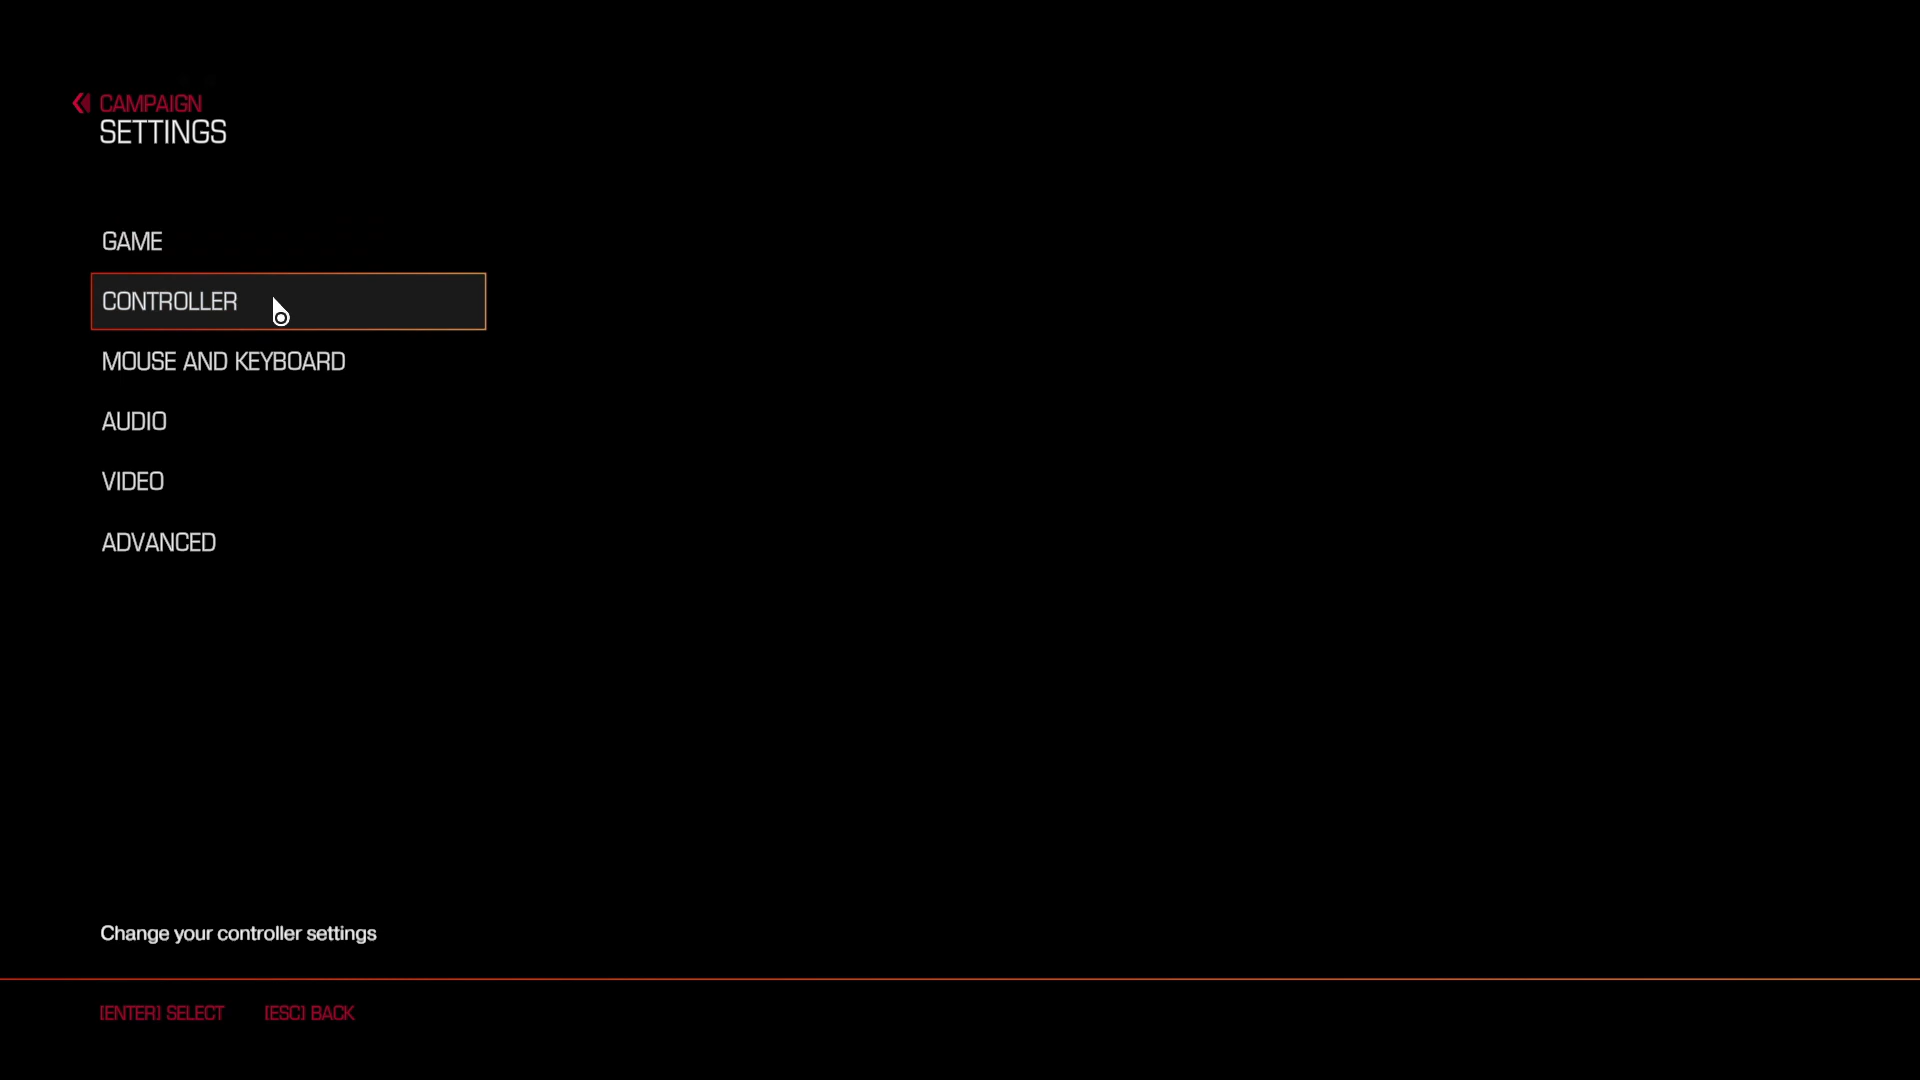 CAMPAIGN
SETTINGS
GAME
CONTROLLER
MOUSE AND KEYBOARD
AUDIO
VIDEO
ADVANCED
Change your controller settings
[ENTER] SELECT [ESC] BACK